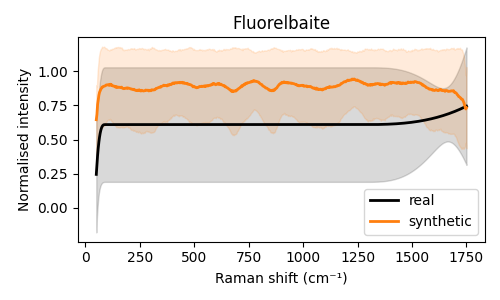 Fluorelbaite
Normalised intensity
1.00
0.75
0.50
0.25
0.00
real
synthetic
0 250 500 750 1000 1250 1500 1750
Raman shift (cm⁻¹)